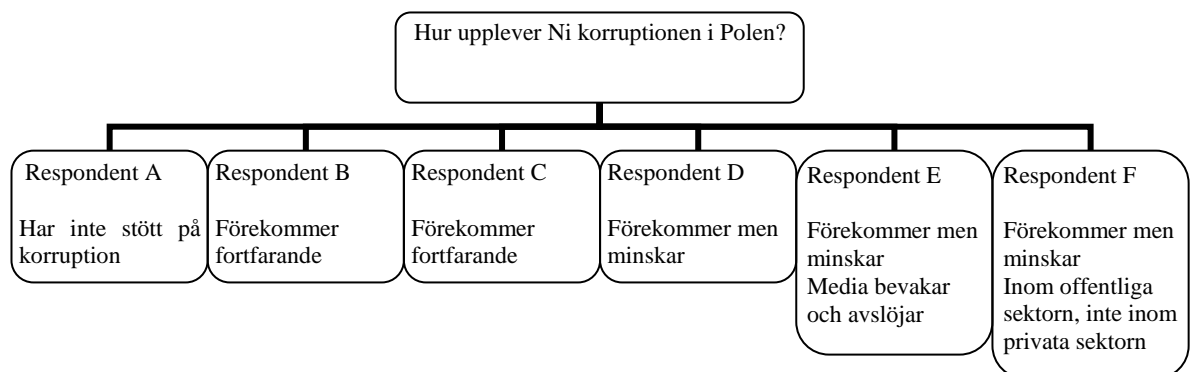 Hur upplever Ni korruptionen i Polen?
Respondent A
Har inte stött på
korruption
Respondent B
Förekommer
fortfarande
Respondent C
Förekommer
fortfarande
Respondent D
Förekommer men
minskar
Respondent E
Förekommer men
minskar
Media bevakar
och avslöjar
Respondent F
Förekommer men
minskar
Inom offentliga
sektorn, inte inom
privata sektorn